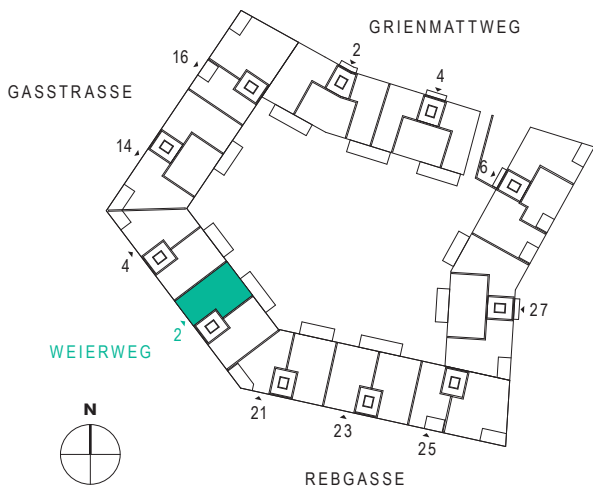 GRIENMATTWEG
2
16
4
GASSTRASSE
14
6
4
27
2
WEIERWEG
21
23
25
N
REBGASSE